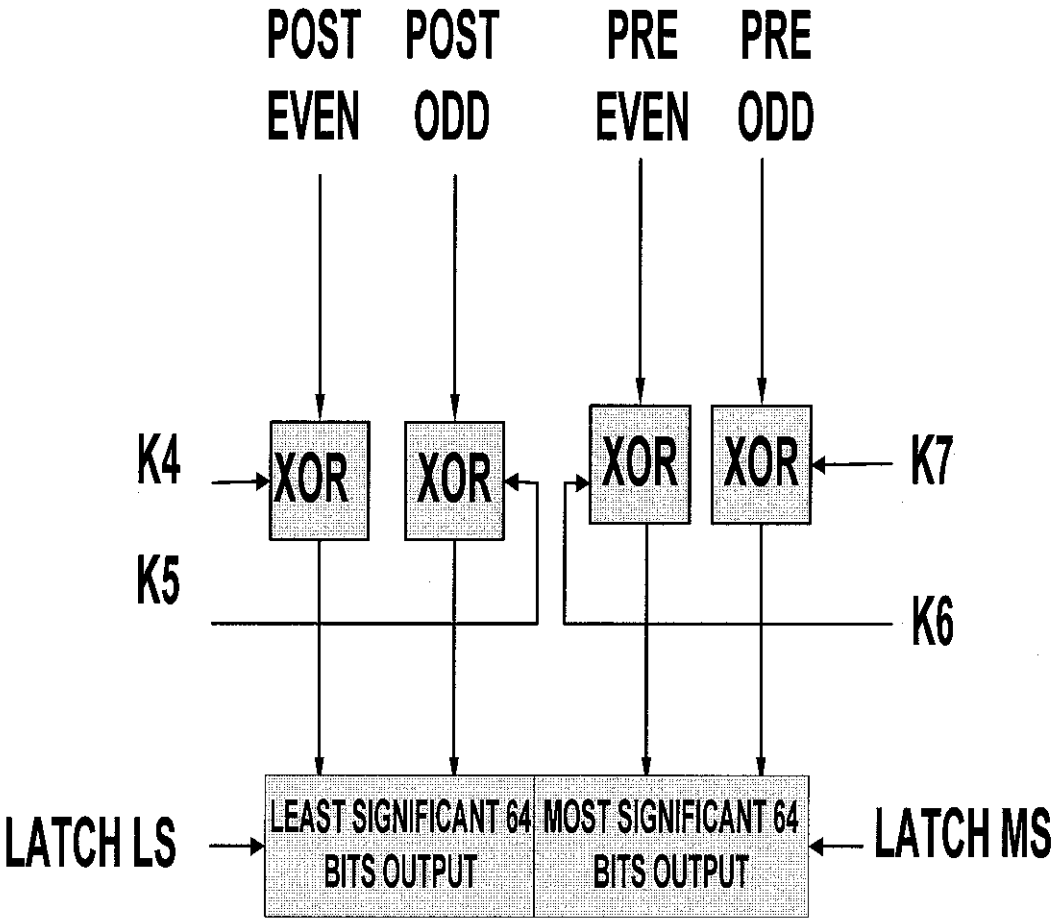 POST EVEN
POST ODD
PRE EVEN
PRE ODD
XOR
XOR
XOR
XOR
K4
K7
K5
K6
LATCH LS
LEAST SIGNIFICANT 64
BITS OUTPUT
MOST SIGNIFICANT 64
BITS OUTPUT
LATCH MS